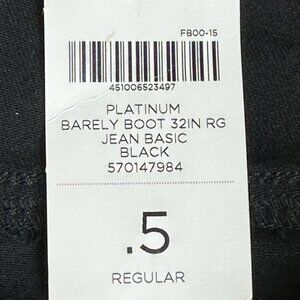 FB00-15
451006523497
PLATINUM
BARELY BOOT 32IN RG
JEAN BASIC
BLACK
570147984
.5
REGULAR